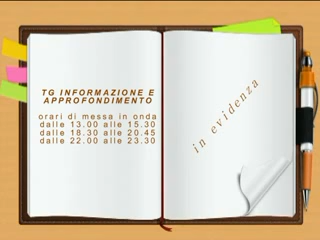 TG INFORMAZIONE E
APPROFONDIMENTO
orari di messa in onda
dalle 13.00 alle 15.30
dalle 18.30 alle 20.45
dalle 22.00 alle 23.30
in evidenza